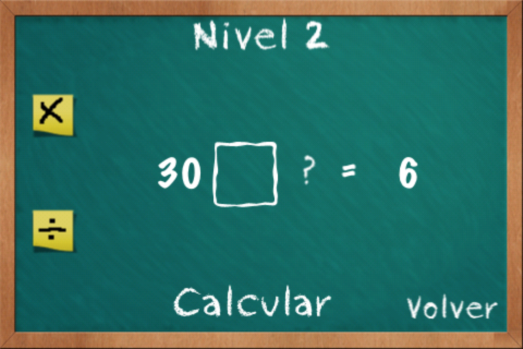 Nivel 2
×
30 ? = 6
÷
Calcular
Volver